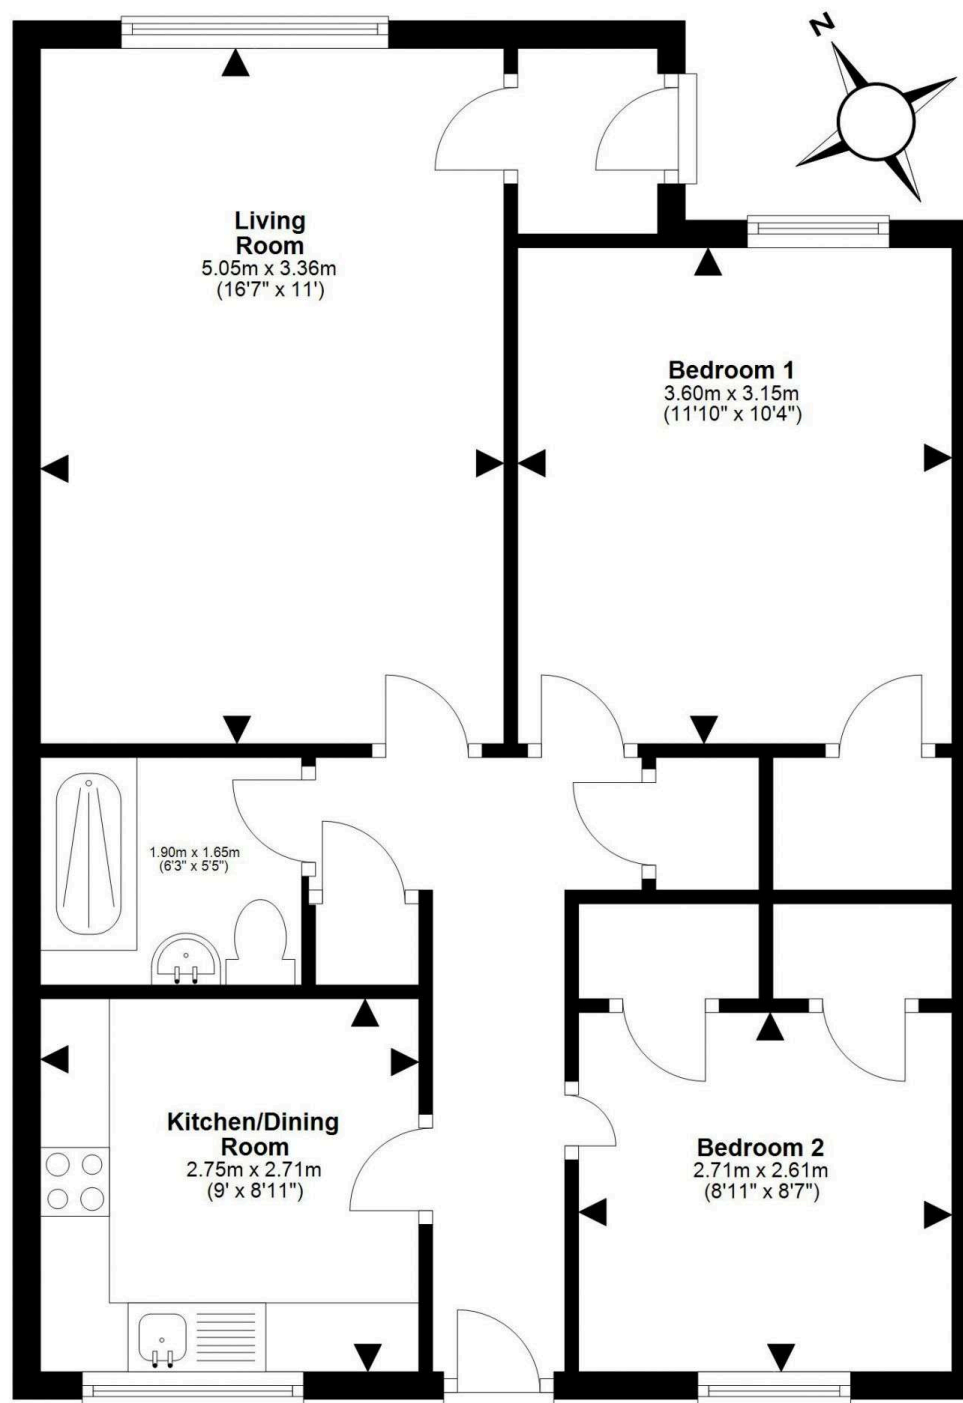 N
Living
Room
5.05m x 3.36m
(16'7" x 11')
Bedroom 1
3.60m x 3.15m
(11'10" x 10'4")
1.90m x 1.65m
(6'3" x 5'5")
Kitchen/Dining
Room
2.75m x 2.71m
(9' x 8'11")
Bedroom 2
2.71m x 2.61m
(8'11" x 8'7")